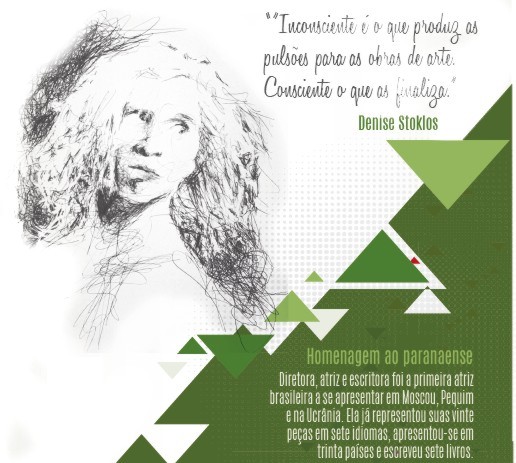 ""Inconsciente é o que produz as
pulsões para as obras de arte.
Consciente o que as finaliza."
Denise Stoklos
Homenagem ao paranaense
Diretora, atriz e escritora foi a primeira atriz
brasileira a se apresentar em Moscou, Pequim
e na Ucrânia. Ela já representou suas vinte
peças em sete idiomas, apresentou-se em
trinta países e escreveu sete livros.